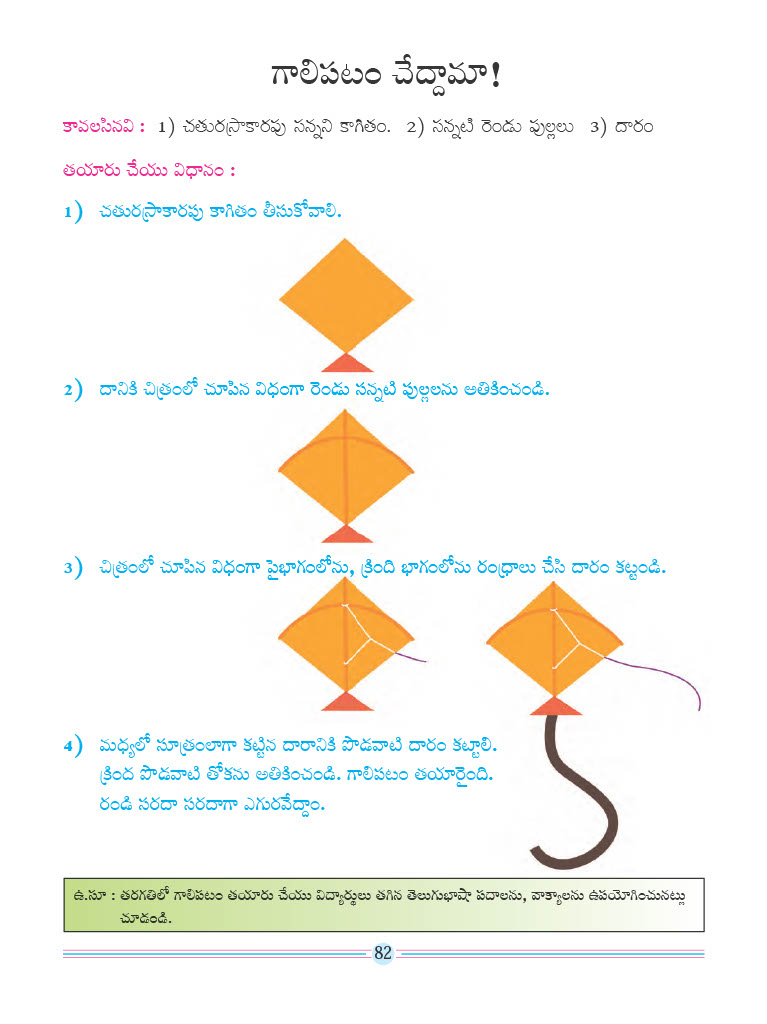 గాలిపటం చేద్దామా!
కావలసినవి : 1) చతురస్రాకారపు సన్నని కాగితం. 2) సన్నటి రెండు పుల్లలు 3) దారం
తయారు చేయు విధానం :
1) చతురస్రాకారపు కాగితం తీసుకోవాలి.
2) దానికి చిత్రంలో చూపిన విధంగా రెండు సన్నటి పుల్లలను అతికించండి.
3) చిత్రంలో చూపిన విధంగా పైభాగంలోను, క్రింది భాగంలోను రంధ్రాలు చేసి దారం కట్టండి.
4) మధ్యలో సూత్రంలాగా కట్టిన దారానికి పొడవాటి దారం కట్టాలి.
క్రింద పొడవాటి తోకను అతికించండి. గాలిపటం తయారైంది.
రండి సరదా సరదాగా ఎగురవేద్దాం.
ఉ.సూ : తరగతిలో గాలిపటం తయారు చేయు విద్యార్థులు తగిన తెలుగుభాషా పదాలను, వాక్యాలను ఉపయోగించునట్లు
చూడండి.
82